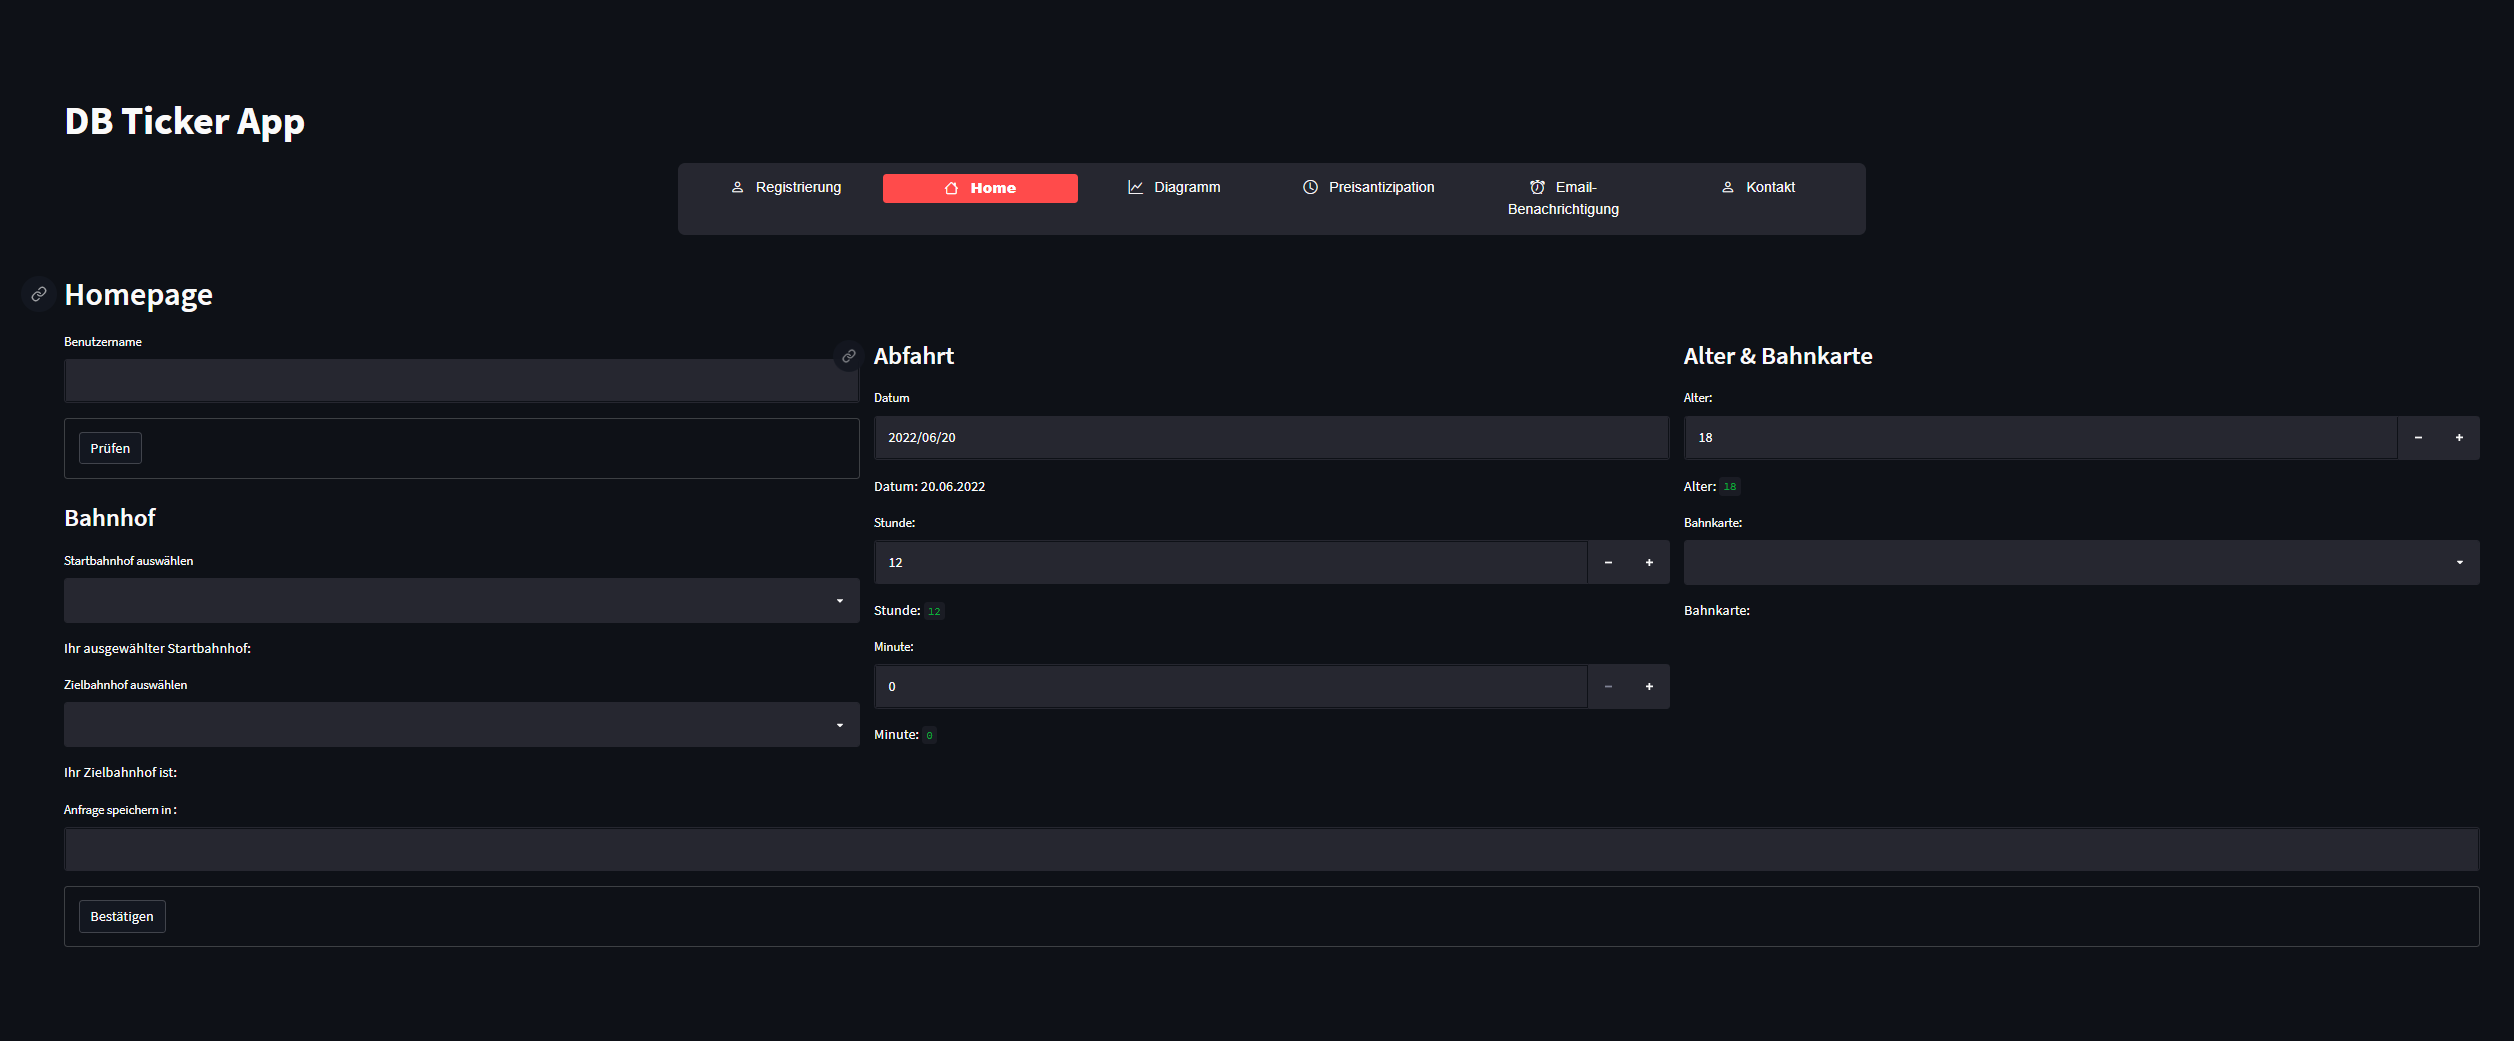 DB Ticker App
Registrierung
Home
Diagramm
Preisantizipation
Email-
Benachrichtigung
Kontakt
Homepage
Benutzername
Prüfen
Bahnhof
Startbahnhof auswählen
Ihr ausgewählter Startbahnhof:
Zielbahnhof auswählen
Ihr Zielbahnhof ist:
Abfahrt
Datum
2022/06/20
Datum: 20.06.2022
Stunde:
12
Stunde: 12
Minute:
0
Minute: 0
Alter & Bahnkarte
Alter:
18
Alter: 18
Bahnkarte:
Bahnkarte:
Anfrage speichern in :
Bestätigen